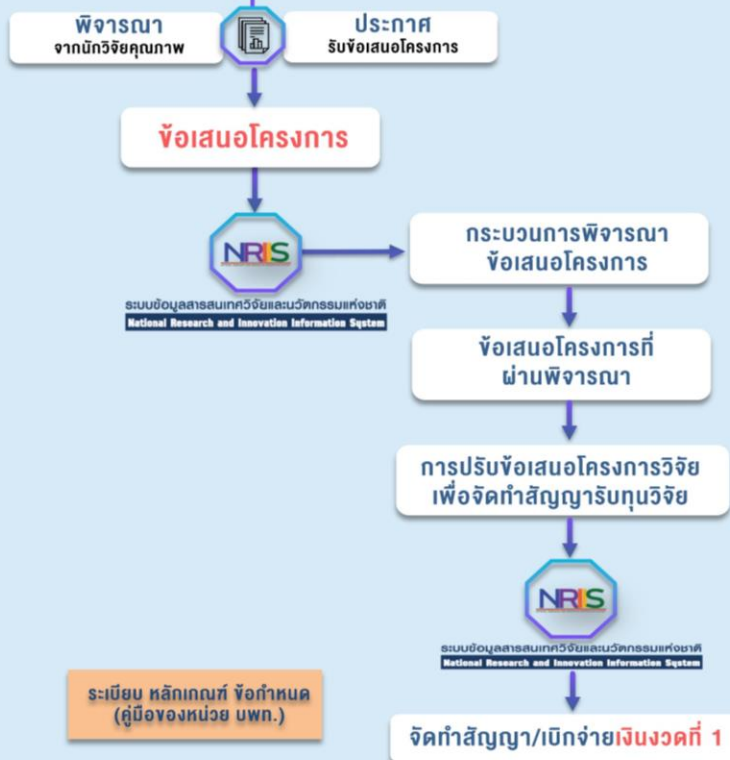 พิจารณา
จากนักวิจัยคุณภาพ
ประกาศ
รับข้อเสนอโครงการ
ข้อเสนอโครงการ
NRIIS
ระบบข้อมูลสารสนเทศวิจัยและนวัตกรรมแห่งชาติ
National Research and Innovation Information System
กระบวนการพิจารณา
ข้อเสนอโครงการ
ข้อเสนอโครงการที่
ผ่านพิจารณา
การปรับข้อเสนอโครงการวิจัย
เพื่อจัดทำสัญญารับทุนวิจัย
NRIIS
ระบบข้อมูลสารสนเทศวิจัยและนวัตกรรมแห่งชาติ
National Research and Innovation Information System
ระเบียบ หลักเกณฑ์ ข้อกำหนด
(คู่มือของหน่วย บพท.)
จัดทำสัญญา/เบิกจ่ายเงินงวดที่ 1